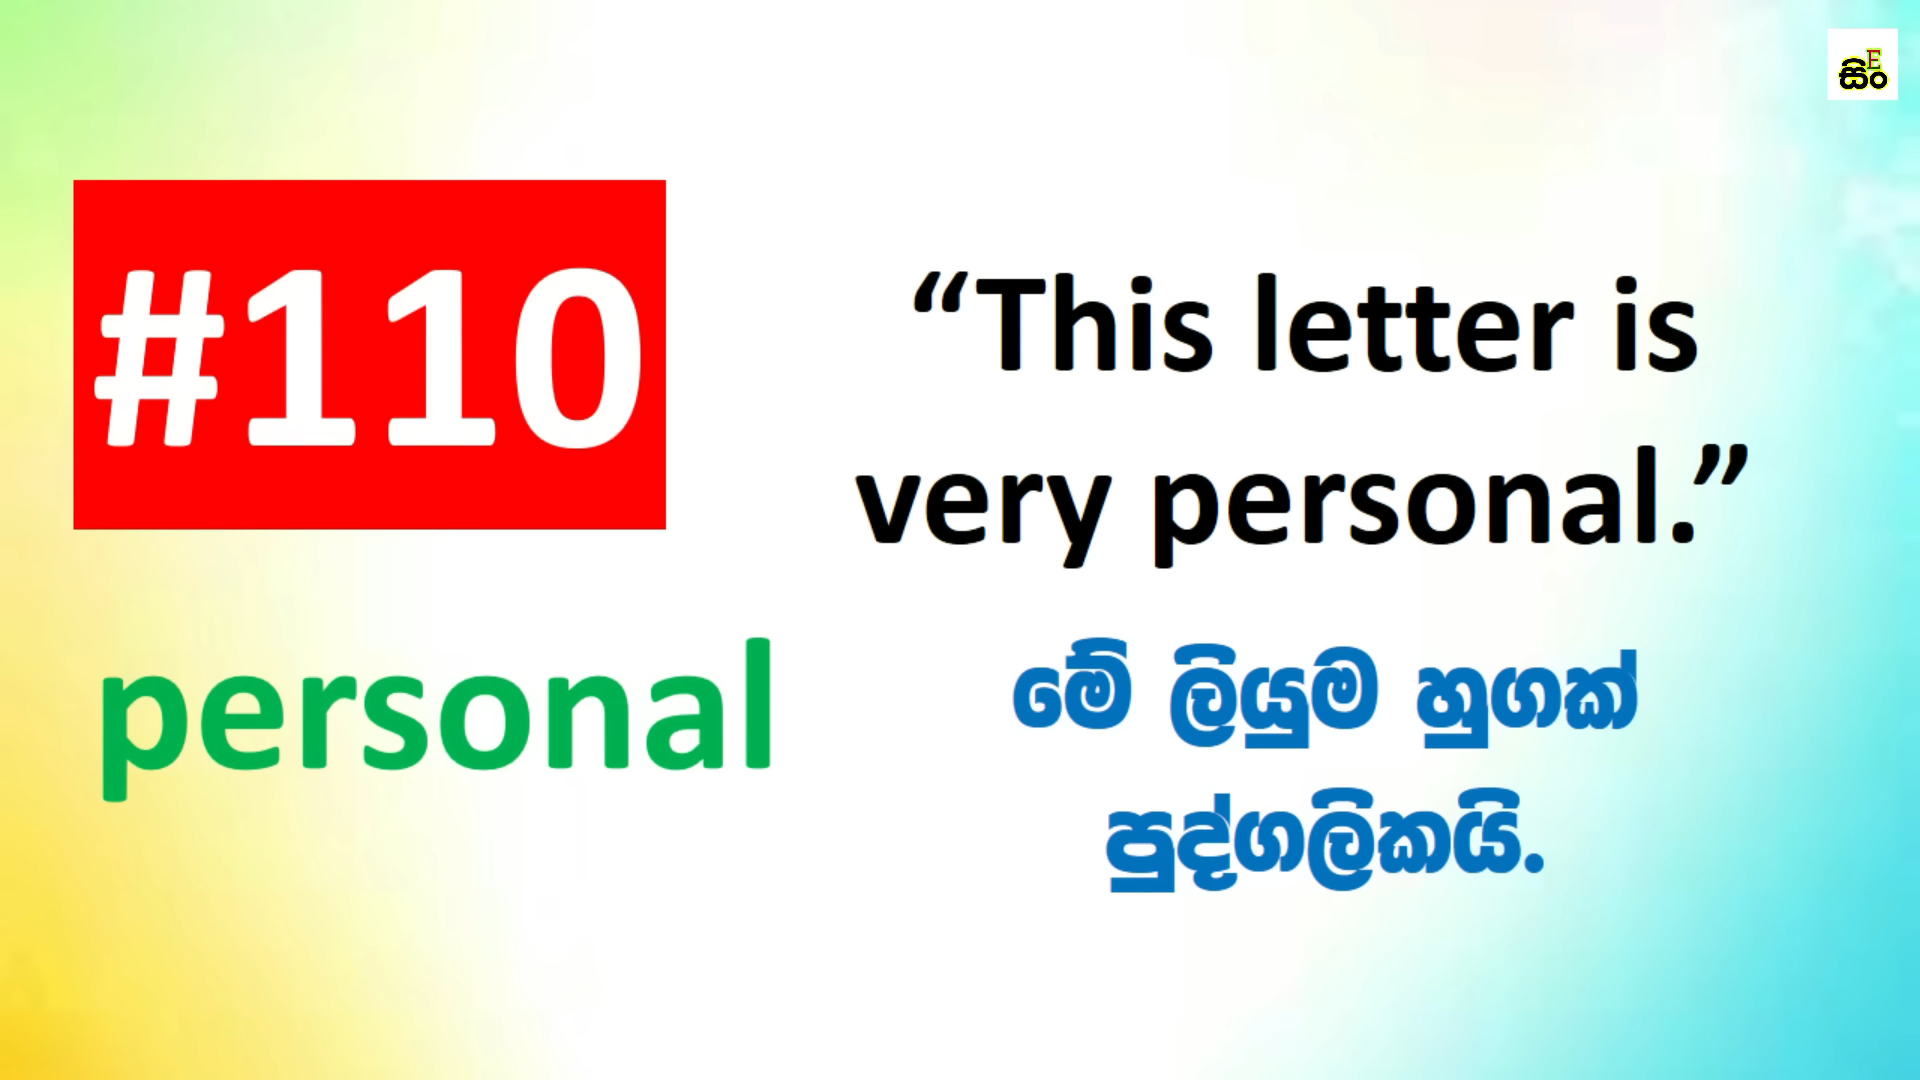 #110
personal
“This letter is
very personal.”
මේ ලියුම හුගක්
පුද්ගලිකයි.
සිංE